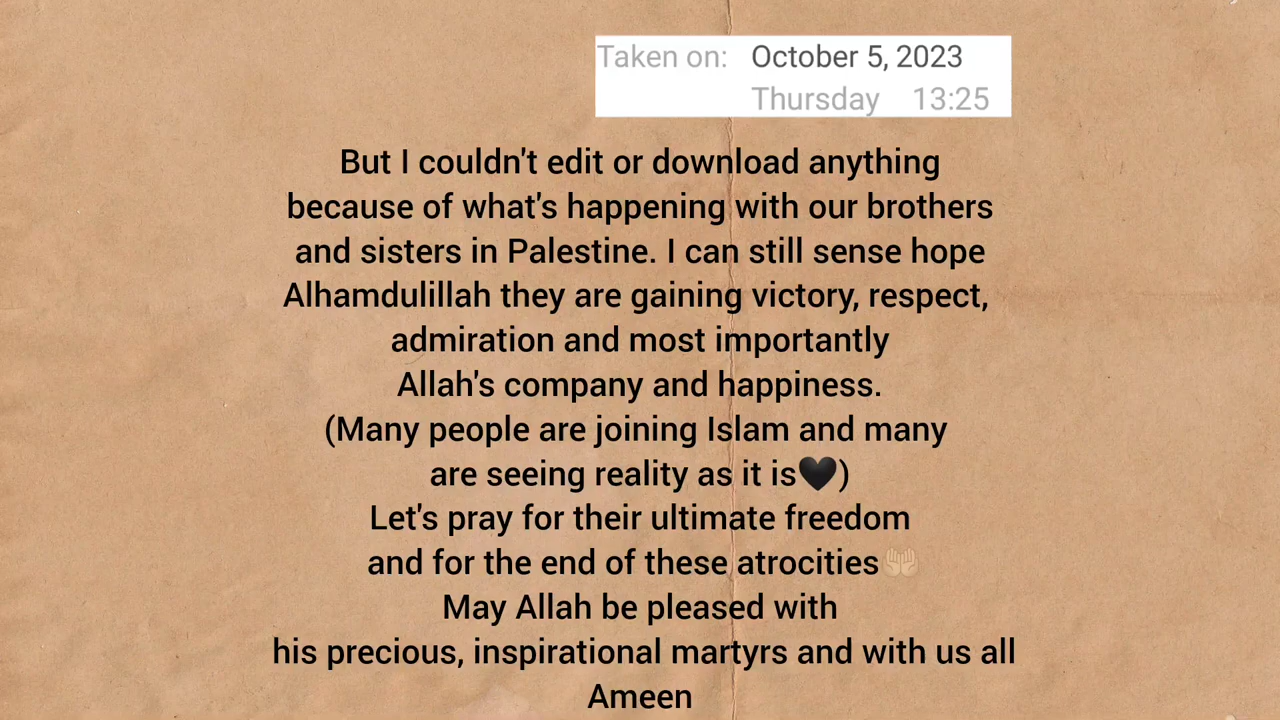 Taken on: October 5, 2023
Thursday 13:25
But I couldn't edit or download anything
because of what's happening with our brothers
and sisters in Palestine. I can still sense hope
Alhamdulillah they are gaining victory, respect,
admiration and most importantly
Allah's company and happiness.
(Many people are joining Islam and many
are seeing reality as it is🖤)
Let's pray for their ultimate freedom
and for the end of these atrocities🤲🏼
May Allah be pleased with
his precious, inspirational martyrs and with us all
Ameen